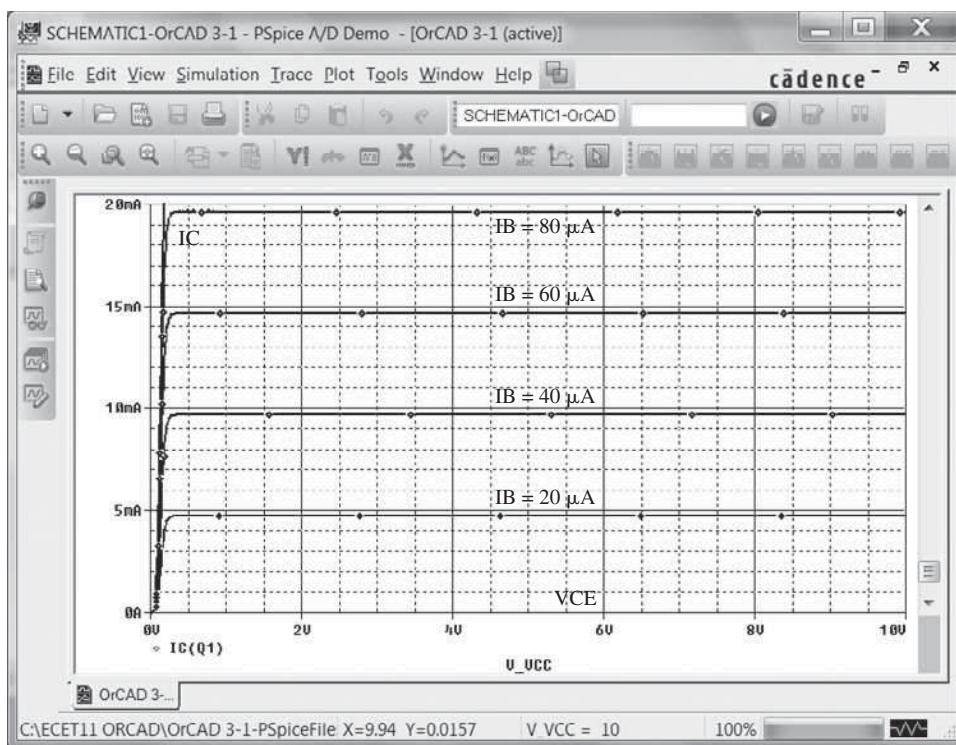 SCHEMATIC1-OrCAD 3-1 - PSpice A/D Demo - [OrCAD 3-1 (active)]
File Edit View Simulation Trace Plot Tools Window Help
cādence
SCHEMATIC1-OrCAD
ABC
abc
20mA
IC
IB = 80 μA
15mA
IB = 60 μA
10mA
IB = 40 μA
5mA
IB = 20 μA
VCE
0A
0V 2V 4V 6V 8V 10V
IC(Q1)
V_VCC
OrCAD 3-...
C:\ECET11 ORCAD\OrCAD 3-1-PSpiceFile X=9.94 Y=0.0157 V_VCC = 10 100%